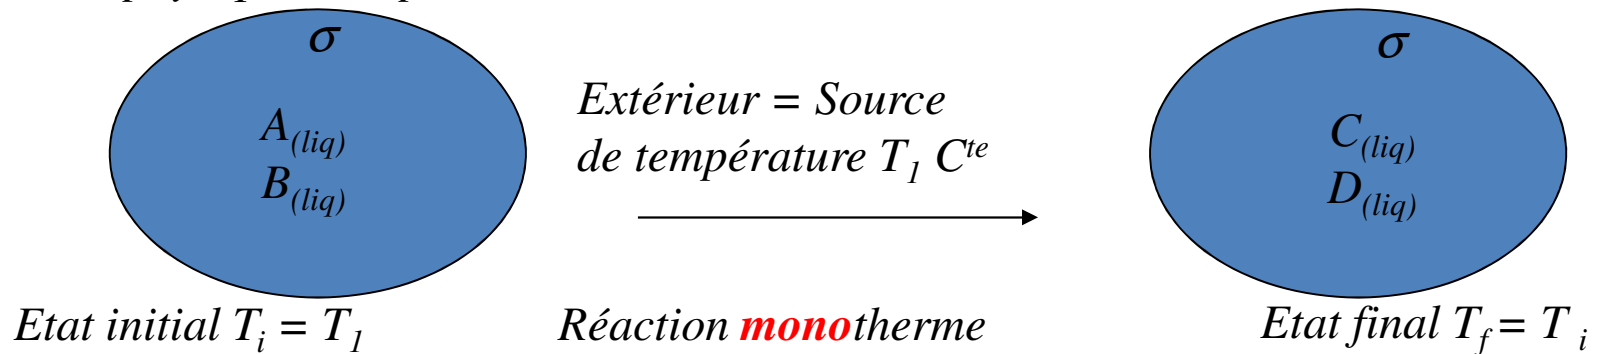 σ
A(liq)
B(liq)
Extérieur = Source
de température T1 Cte
σ
C(liq)
D(liq)
Etat initial Ti = T1
Réaction monotherme
Etat final Tf = T i